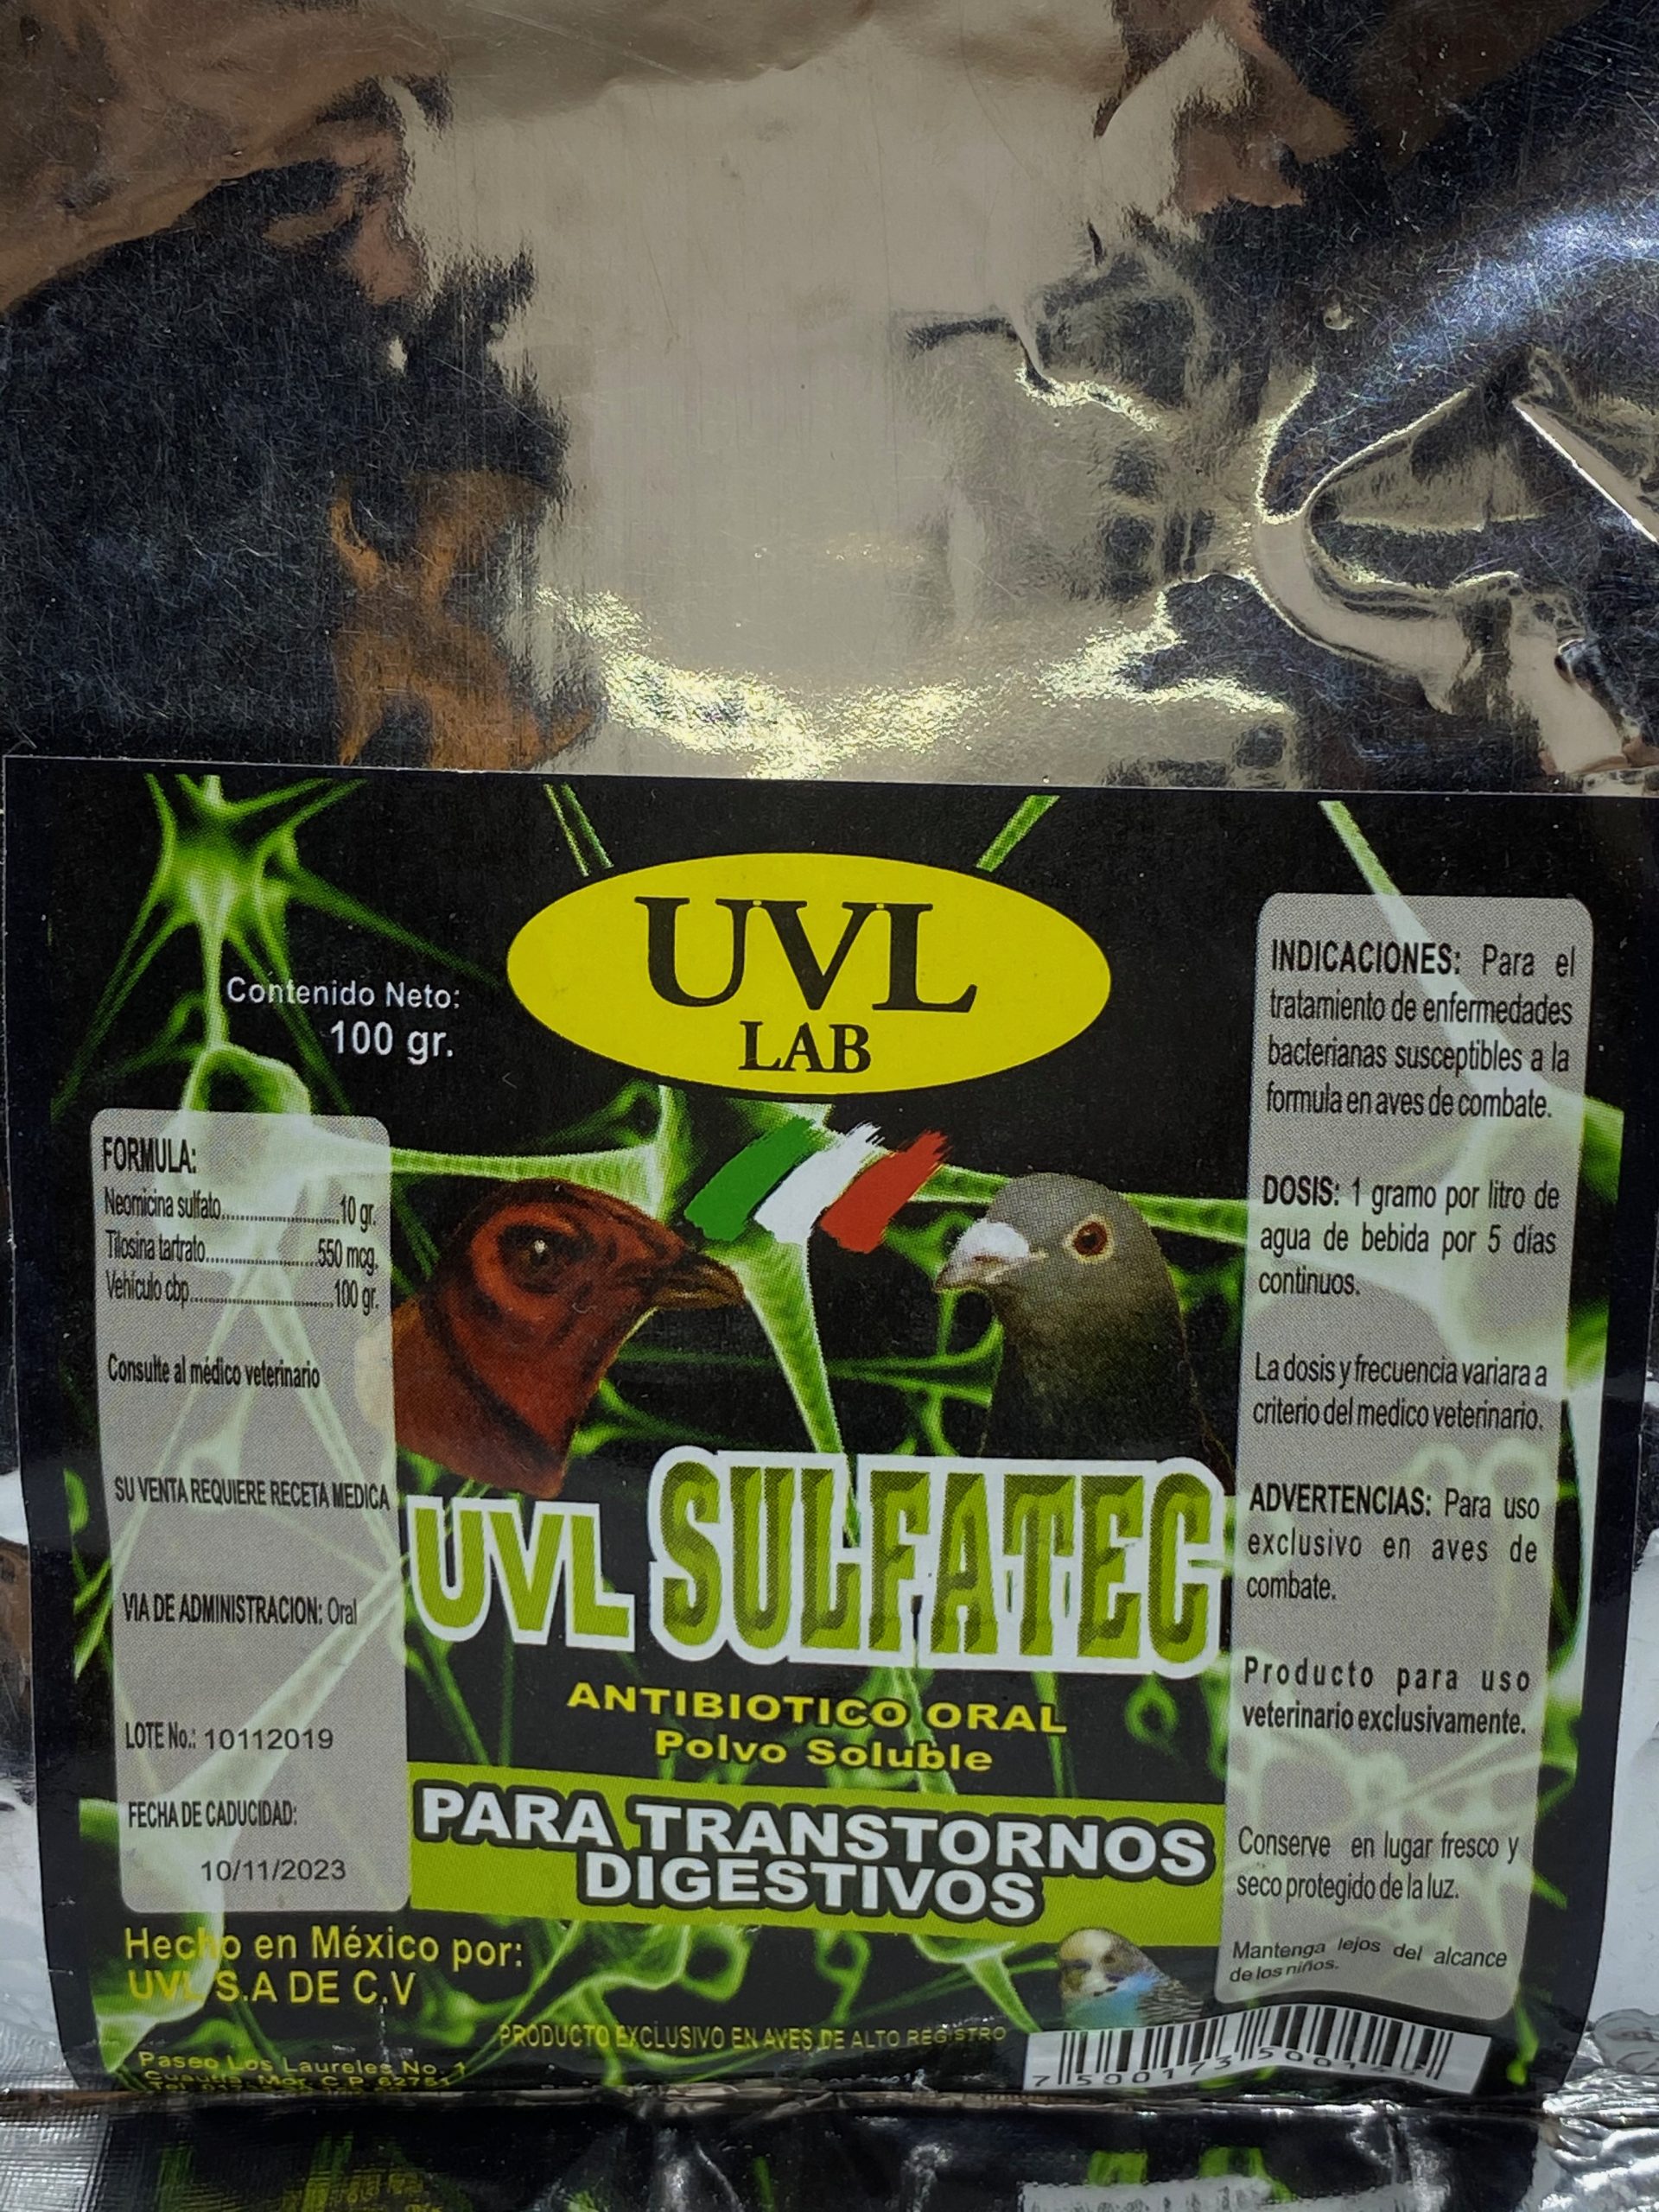 UVL
LAB
Contenido Neto:
100 gr.
FORMULA:
Neomicina sulfato..............................10 gr.
Tilosina tartrato............................550 mcg.
Vehículo cbp....................................100 gr.
Consulte al médico veterinario
SU VENTA REQUIERE RECETA MEDICA
VIA DE ADMINISTRACION: Oral
LOTE No.: 10112019
FECHA DE CADUCIDAD:
10/11/2023
Hecho en México por:
UVL S.A DE C.V
Paseo Los Laureles No. 1
Cuautla, Mor. C.P. 62751
UVL SULFATEC
ANTIBIOTICO ORAL
Polvo Soluble
PARA TRANSTORNOS
DIGESTIVOS
PRODUCTO EXCLUSIVO EN AVES DE ALTO REGISTRO
INDICACIONES: Para el
tratamiento de enfermedades
bacterianas susceptibles a la
formula en aves de combate.
DOSIS: 1 gramo por litro de
agua de bebida por 5 días
continuos.
La dosis y frecuencia variara a
criterio del medico veterinario.
ADVERTENCIAS: Para uso
exclusivo en aves de
combate.
Producto para uso
veterinario exclusivamente.
Conserve en lugar fresco y
seco protegido de la luz.
Mantenga lejos del alcance
de los niños.